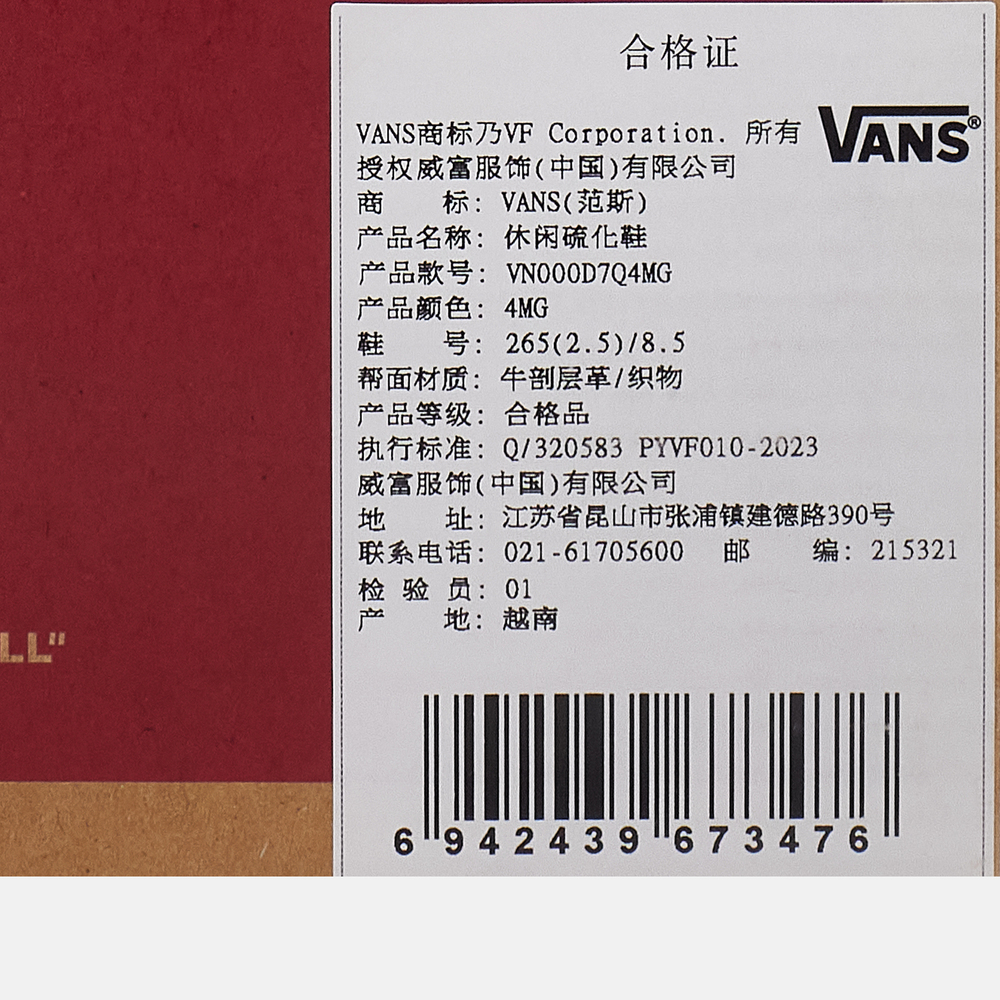 合格证
VANS®
VANS商标乃VF Corporation. 所有
授权威富服饰(中国)有限公司
商 标: VANS(范斯)
产品名称: 休闲硫化鞋
产品款号: VN000D7Q4MG
产品颜色: 4MG
鞋 号: 265(2.5)/8.5
帮面材质: 牛剖层革/织物
产品等级: 合格品
执行标准: Q/320583 PYVF010-2023
威富服饰(中国)有限公司
地 址: 江苏省昆山市张浦镇建德路390号
联系电话: 021-61705600 邮 编: 215321
检 验 员: 01
产 地: 越南
LL"
6 942439 673476